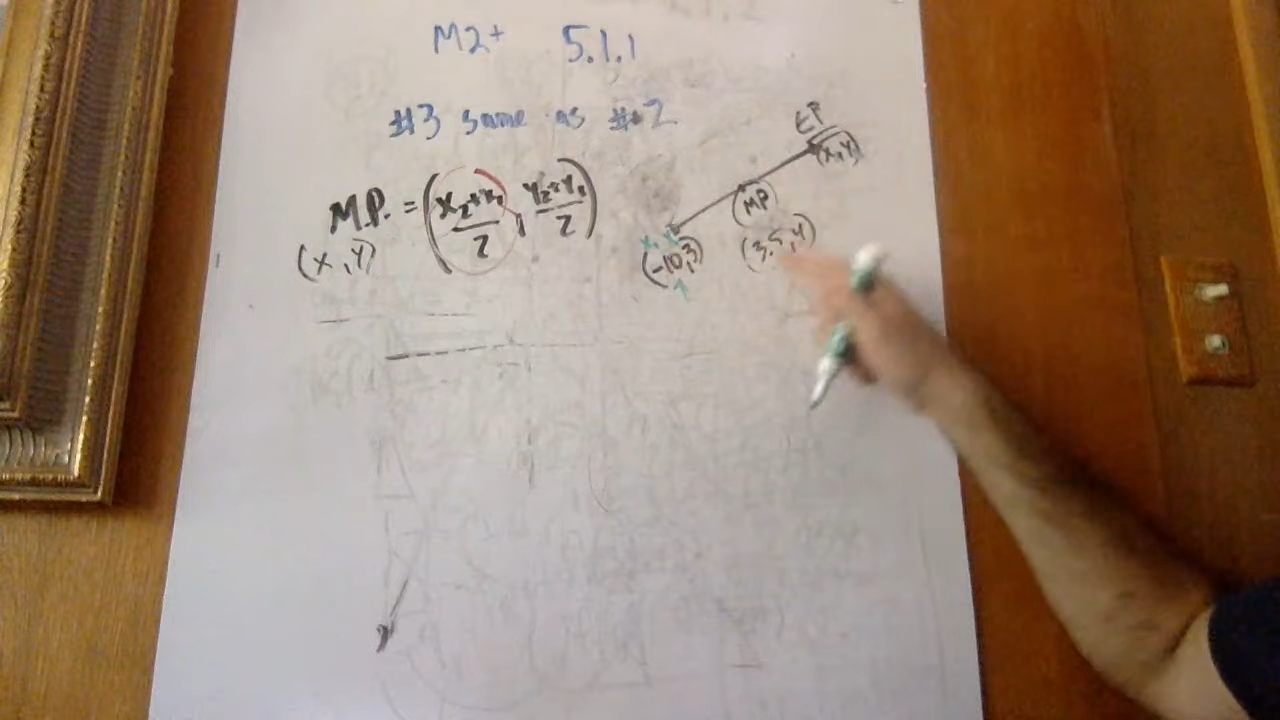 M2+ 5.1.1
#3 same as #2
M.P. = (x₂+x₁/2, y₂+y₁/2)
(x, y)
EP
(x, y)
MP
(3.5, 4)
x, y,
(-10, 3)